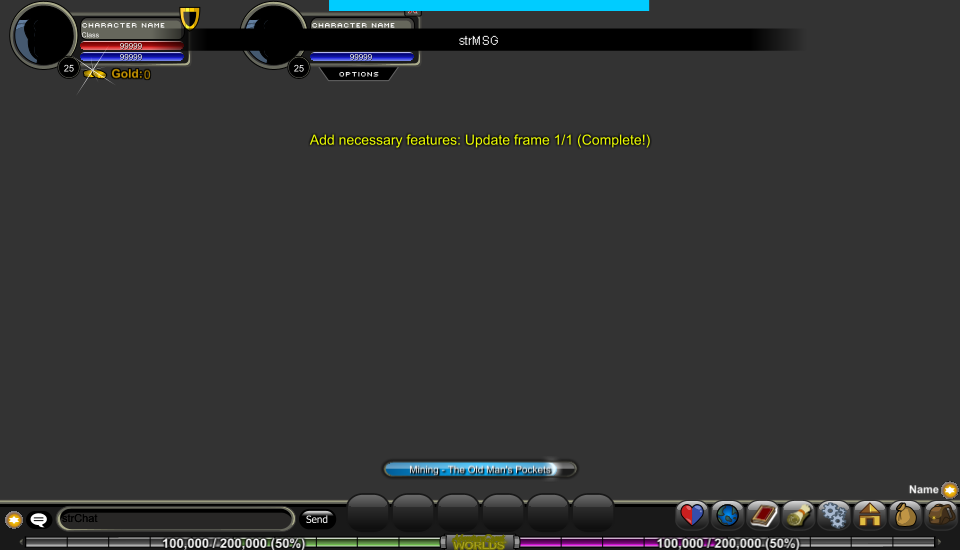 CHARACTER NAME
Class
99999
99999
25
Gold:0
CHARACTER NAME
99999
25
OPTIONS
strMSG
Add necessary features: Update frame 1/1 (Complete!)
Mining - The Old Man's Pockets
Name
strChat
Send
100,000 / 200,000 (50%)
WORLDS
100,000 / 200,000 (50%)